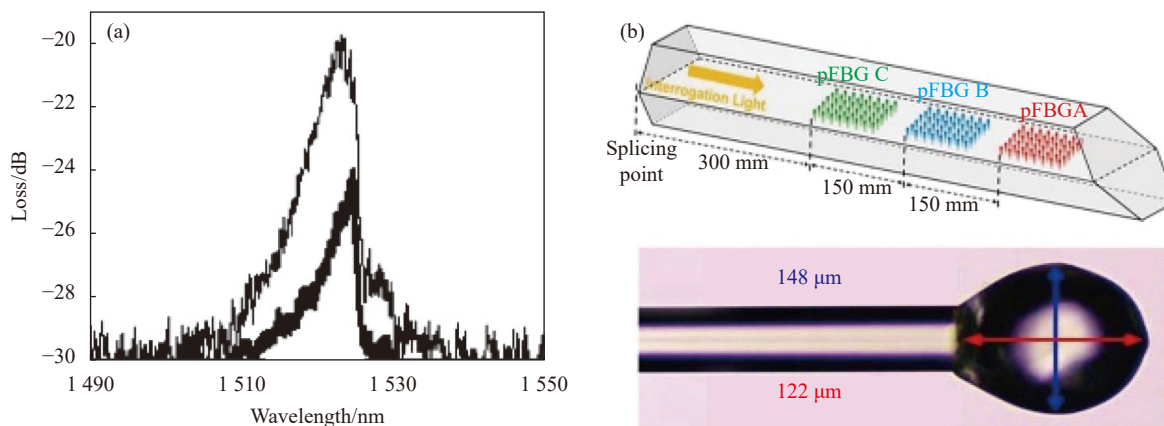 (a)
−20
−22
−24
−26
−28
−30
Loss/dB
1 490
1 510
1 530
1 550
Wavelength/nm
(b)
pFBG C
pFBG B
pFBGA
Interrogation Light
Splicing
point
300 mm
150 mm
150 mm
148 μm
122 μm